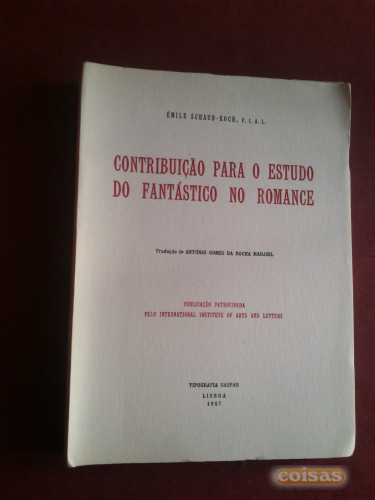 ÉMILE SCHAUB-KOCH, F. I. A. L.
CONTRIBUIÇÃO PARA O ESTUDO
DO FANTÁSTICO NO ROMANCE
Tradução de ANTÓNIO GOMES DA ROCHA MADAHIL
PUBLICAÇÃO PATROCINADA
PELO INTERNATIONAL INSTITUTE OF ARTS AND LETTERS
TIPOGRAFIA GASPAR
LISBOA
1957
coisas